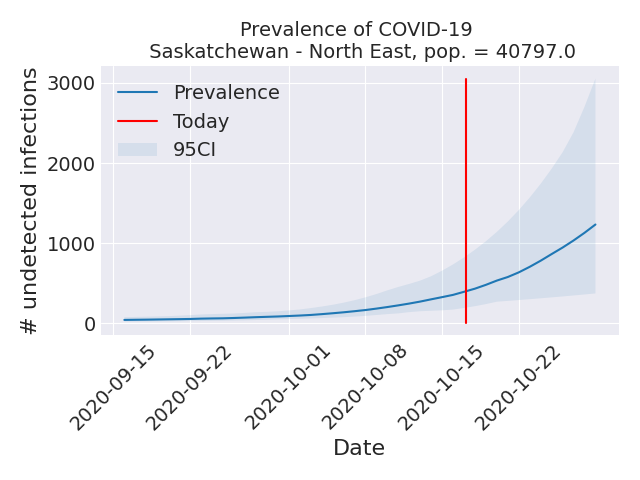 Prevalence of COVID-19
Saskatchewan - North East, pop. = 40797.0
# undetected infections
3000
2000
1000
0
Prevalence
Today
95CI
2020-09-15
2020-09-22
2020-10-01
2020-10-08
2020-10-15
2020-10-22
Date